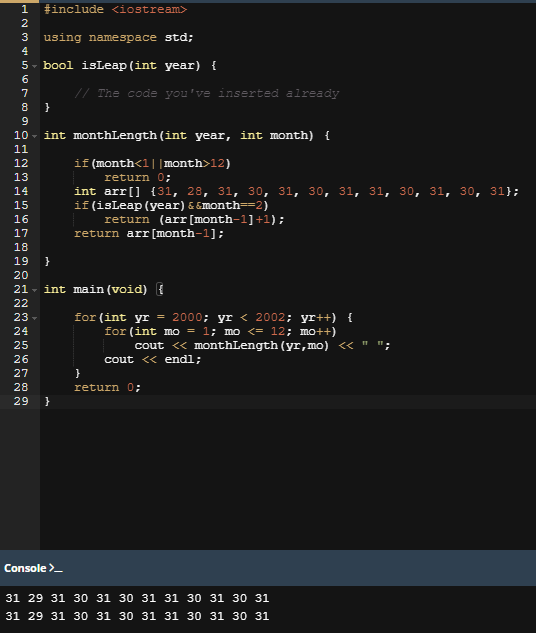 1 #include <iostream>
2
3 using namespace std;
4
5 bool isLeap(int year) {
6
7 // The code you've inserted already
8 }
9
10 int monthLength(int year, int month) {
11
12 if(month<1||month>12)
13 return 0;
14 int arr[] {31, 28, 31, 30, 31, 30, 31, 31, 30, 31, 30, 31};
15 if(isLeap(year)&&month==2)
16 return (arr[month-1]+1);
17 return arr[month-1];
18
19 }
20
21 int main(void) {
22
23 for(int yr = 2000; yr < 2002; yr++) {
24 for(int mo = 1; mo <= 12; mo++)
25 cout << monthLength(yr,mo) << " ";
26 cout << endl;
27 }
28 return 0;
29 }
Console >_
31 29 31 30 31 30 31 31 30 31 30 31
31 29 31 30 31 30 31 31 30 31 30 31